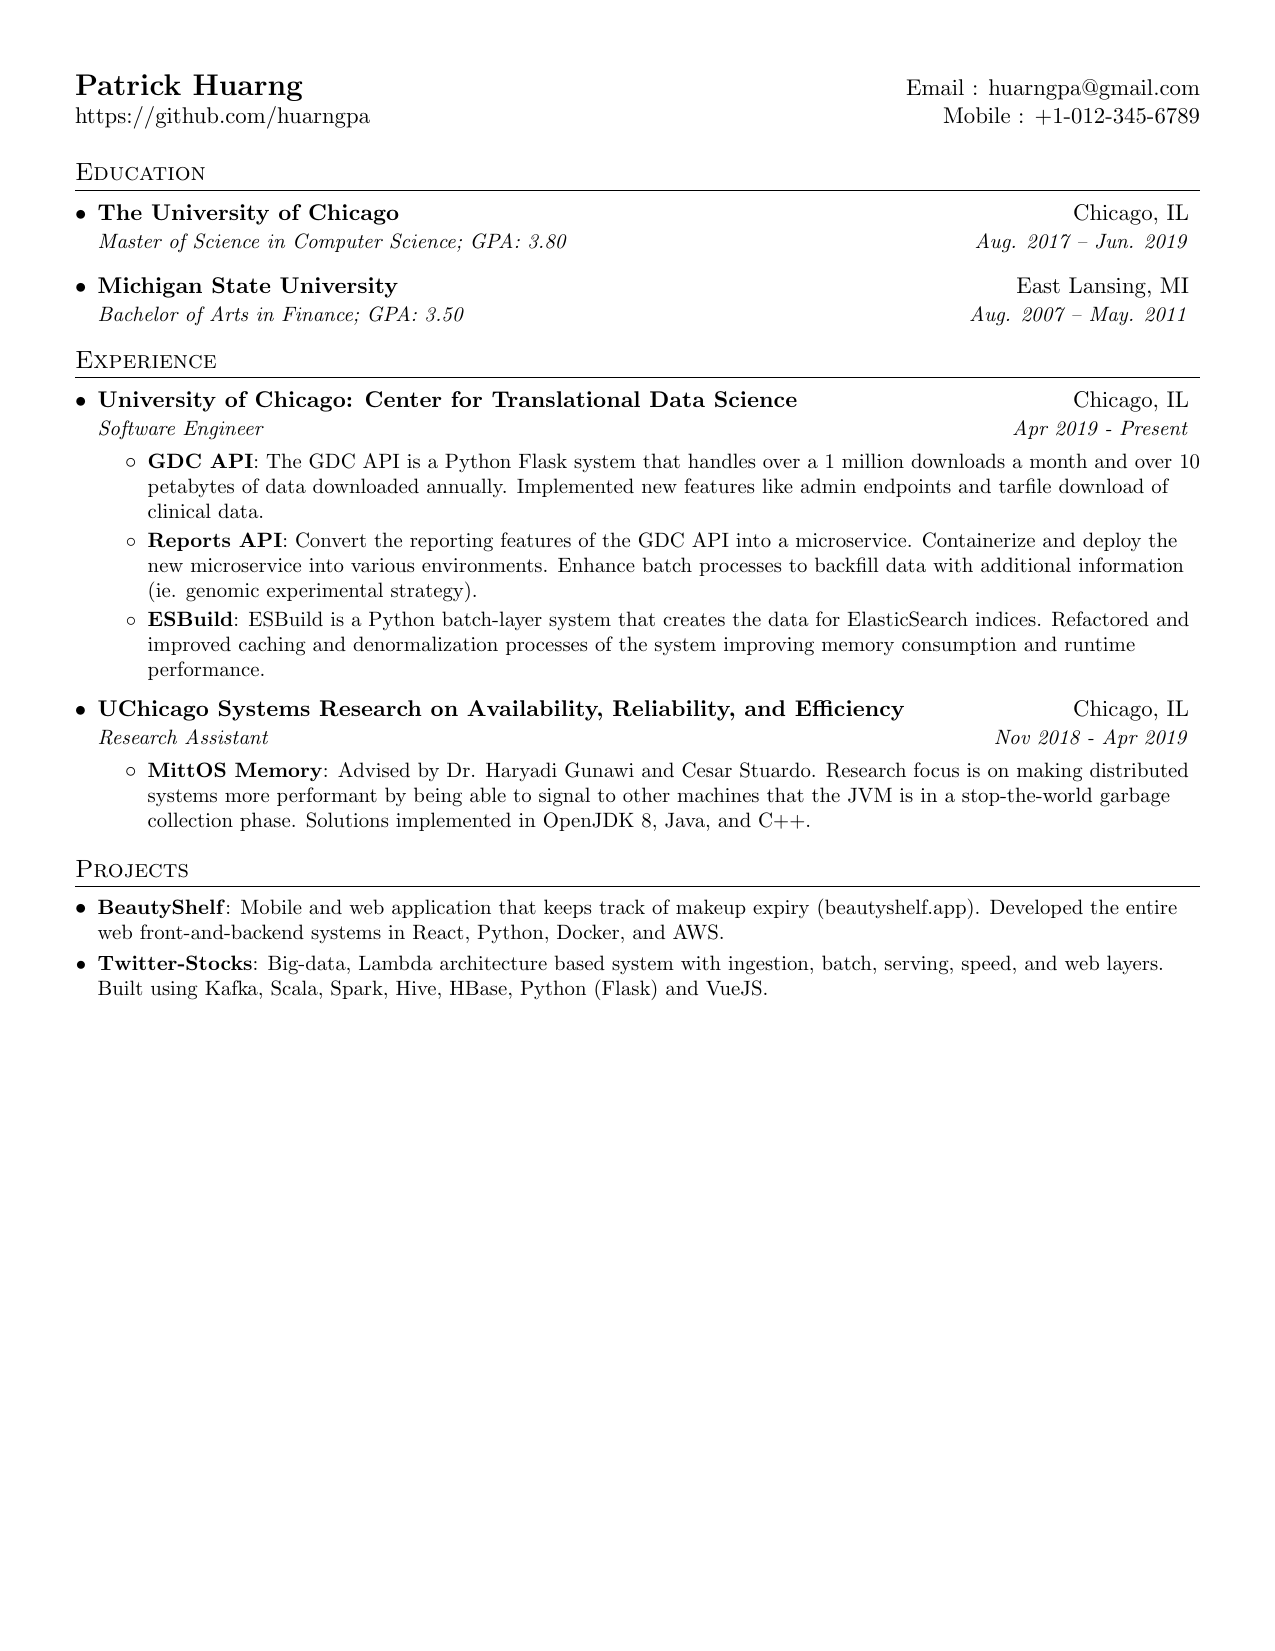 Patrick Huarng
Email : huarngpa@gmail.com
https://github.com/huarngpa
Mobile : +1-012-345-6789
Education
• The University of Chicago
Chicago, IL
Master of Science in Computer Science; GPA: 3.80
Aug. 2017 – Jun. 2019
• Michigan State University
East Lansing, MI
Bachelor of Arts in Finance; GPA: 3.50
Aug. 2007 – May. 2011
Experience
• University of Chicago: Center for Translational Data Science
Chicago, IL
Software Engineer
Apr 2019 - Present
◦ GDC API: The GDC API is a Python Flask system that handles over a 1 million downloads a month and over 10
petabytes of data downloaded annually. Implemented new features like admin endpoints and tarfile download of
clinical data.
◦ Reports API: Convert the reporting features of the GDC API into a microservice. Containerize and deploy the
new microservice into various environments. Enhance batch processes to backfill data with additional information
(ie. genomic experimental strategy).
◦ ESBuild: ESBuild is a Python batch-layer system that creates the data for ElasticSearch indices. Refactored and
improved caching and denormalization processes of the system improving memory consumption and runtime
performance.
• UChicago Systems Research on Availability, Reliability, and Efficiency
Chicago, IL
Research Assistant
Nov 2018 - Apr 2019
◦ MittOS Memory: Advised by Dr. Haryadi Gunawi and Cesar Stuardo. Research focus is on making distributed
systems more performant by being able to signal to other machines that the JVM is in a stop-the-world garbage
collection phase. Solutions implemented in OpenJDK 8, Java, and C++.
Projects
• BeautyShelf: Mobile and web application that keeps track of makeup expiry (beautyshelf.app). Developed the entire
web front-and-backend systems in React, Python, Docker, and AWS.
• Twitter-Stocks: Big-data, Lambda architecture based system with ingestion, batch, serving, speed, and web layers.
Built using Kafka, Scala, Spark, Hive, HBase, Python (Flask) and VueJS.